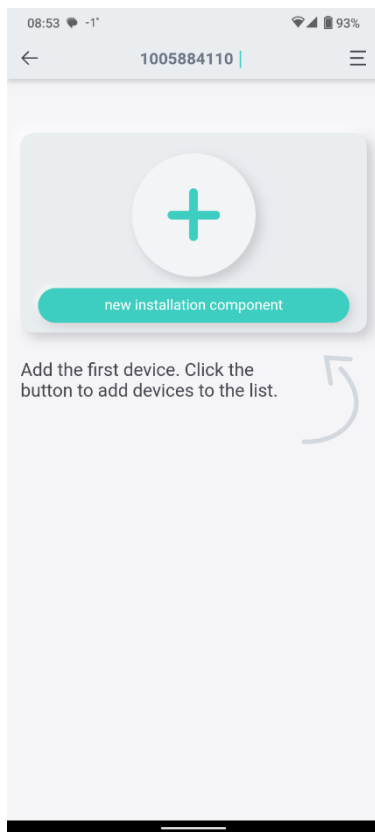 08:53 -1° 93%
1005884110
new installation component
Add the first device. Click the
button to add devices to the list.